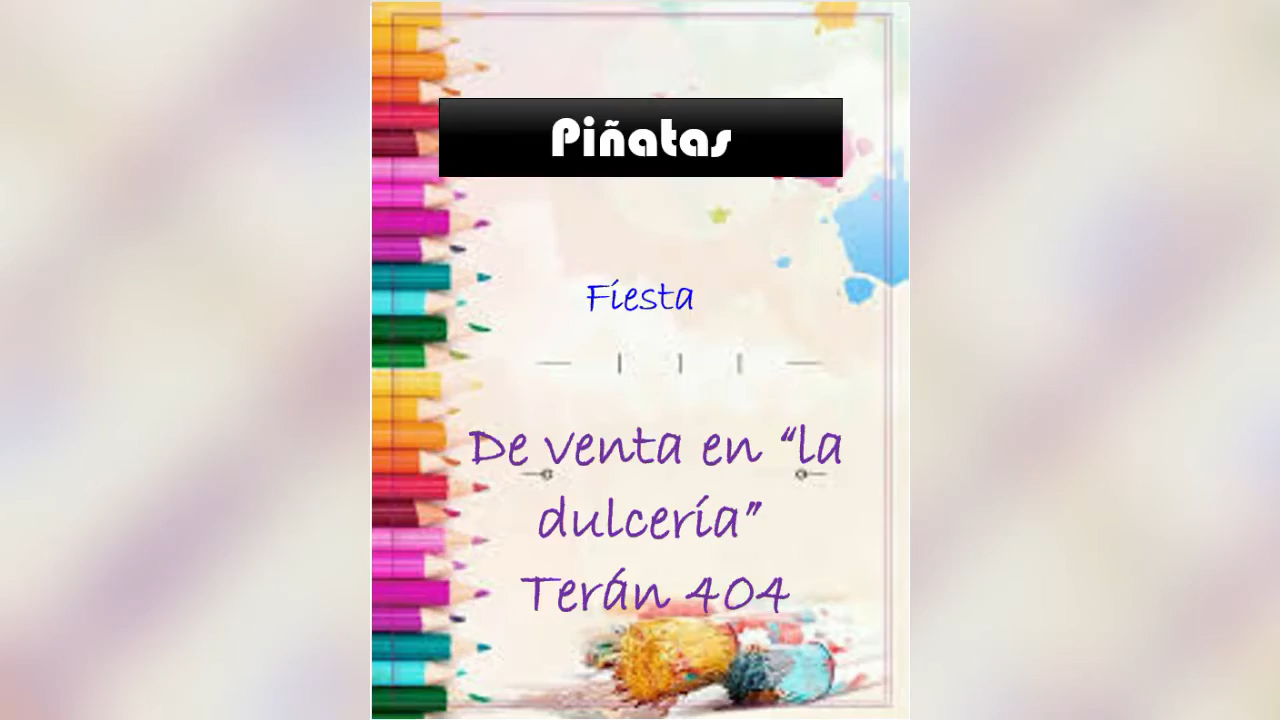 Piñatas
Fiesta
De venta en “la
dulcería”
Terán 404